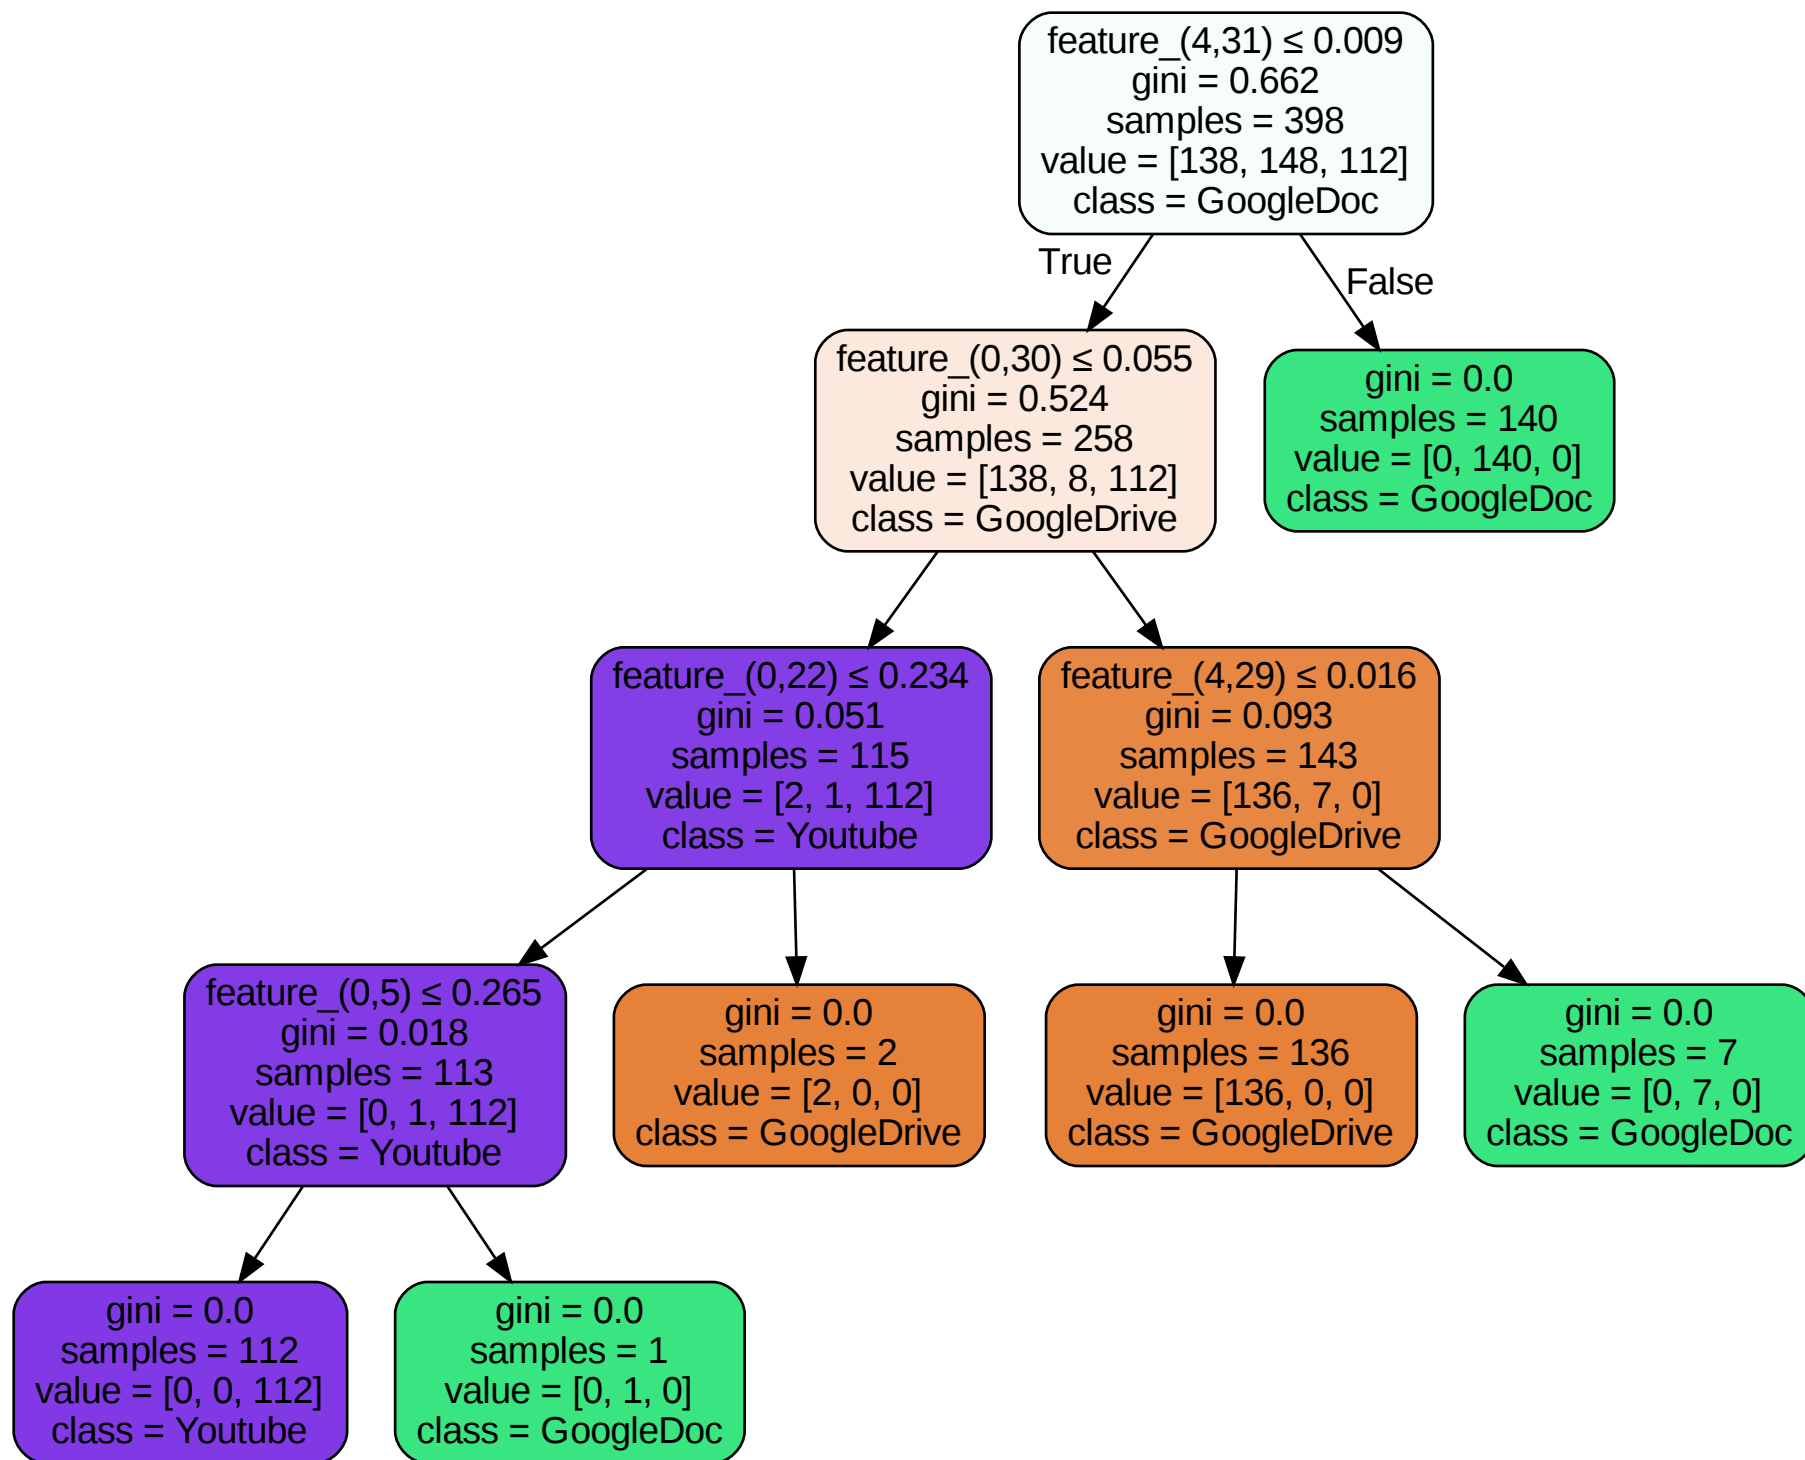 feature_(4,31) ≤ 0.009
gini = 0.662
samples = 398
value = [138, 148, 112]
class = GoogleDoc
True
False
feature_(0,30) ≤ 0.055
gini = 0.524
samples = 258
value = [138, 8, 112]
class = GoogleDrive
gini = 0.0
samples = 140
value = [0, 140, 0]
class = GoogleDoc
feature_(0,22) ≤ 0.234
gini = 0.051
samples = 115
value = [2, 1, 112]
class = Youtube
feature_(4,29) ≤ 0.016
gini = 0.093
samples = 143
value = [136, 7, 0]
class = GoogleDrive
feature_(0,5) ≤ 0.265
gini = 0.018
samples = 113
value = [0, 1, 112]
class = Youtube
gini = 0.0
samples = 2
value = [2, 0, 0]
class = GoogleDrive
gini = 0.0
samples = 136
value = [136, 0, 0]
class = GoogleDrive
gini = 0.0
samples = 7
value = [0, 7, 0]
class = GoogleDoc
gini = 0.0
samples = 112
value = [0, 0, 112]
class = Youtube
gini = 0.0
samples = 1
value = [0, 1, 0]
class = GoogleDoc